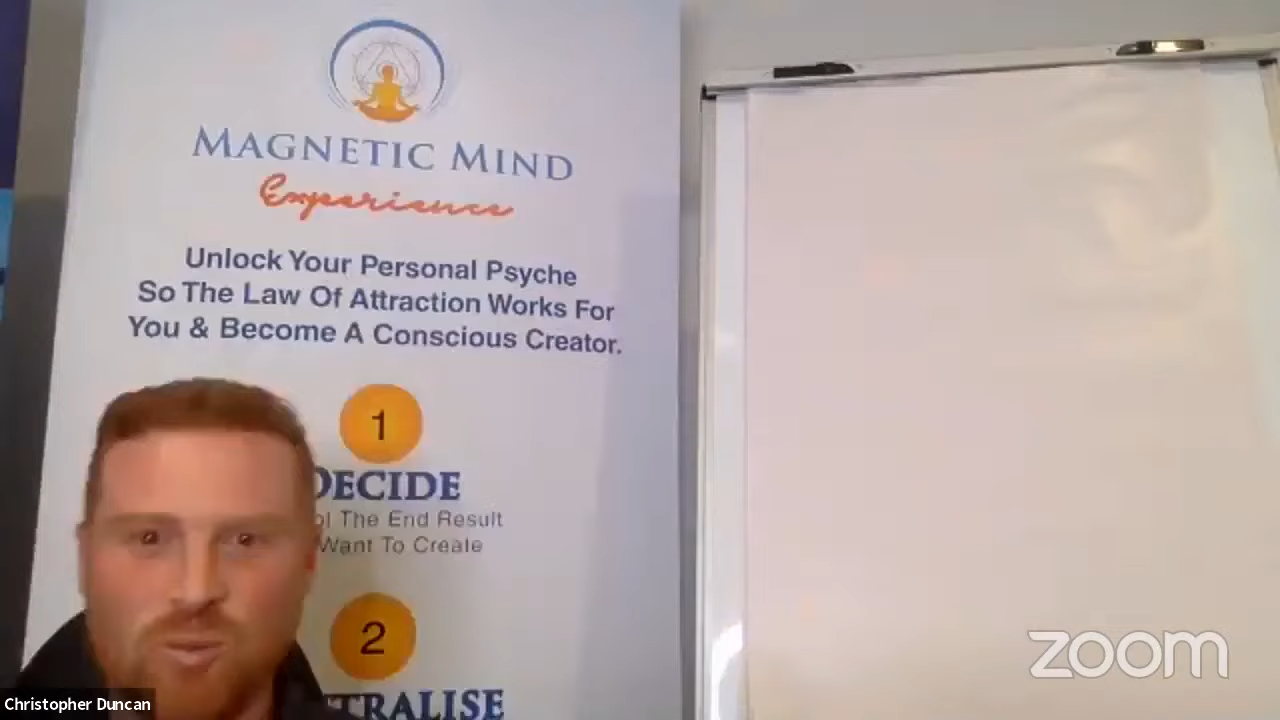 MAGNETIC MIND
Experience
Unlock Your Personal Psyche
So The Law Of Attraction Works For
You & Become A Conscious Creator.
1
DECIDE
The End Result
Want To Create
2
TRALISE
zoom
Christopher Duncan